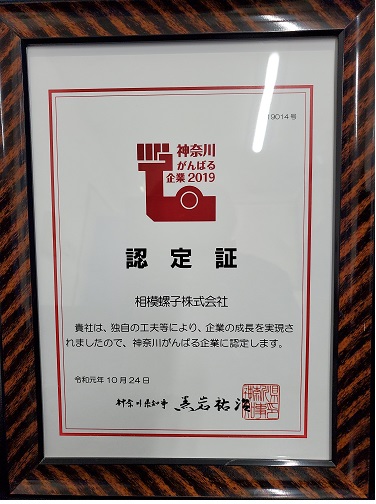 19014号
神奈川
がんばる
企業2019
認定証
相模螺子株式会社
貴社は、独自の工夫等により、企業の成長を実現さ
れましたので、神奈川がんばる企業に認定します。
令和元年10月24日
神奈川県知事 黒岩祐治